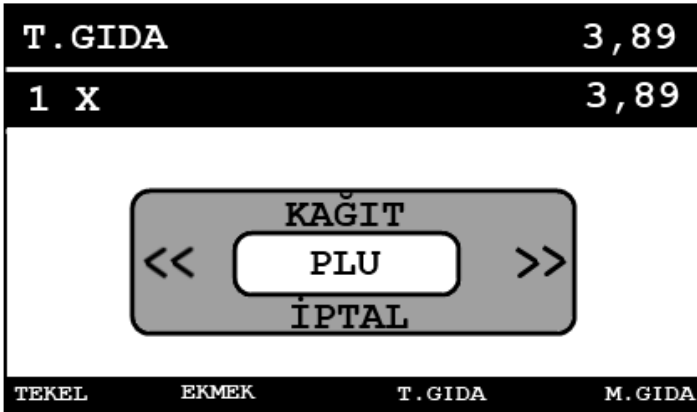 T.GIDA 3,89
1 X 3,89
KAĞIT
<< PLU >>
İPTAL
TEKEL EKMEK T.GIDA M.GIDA